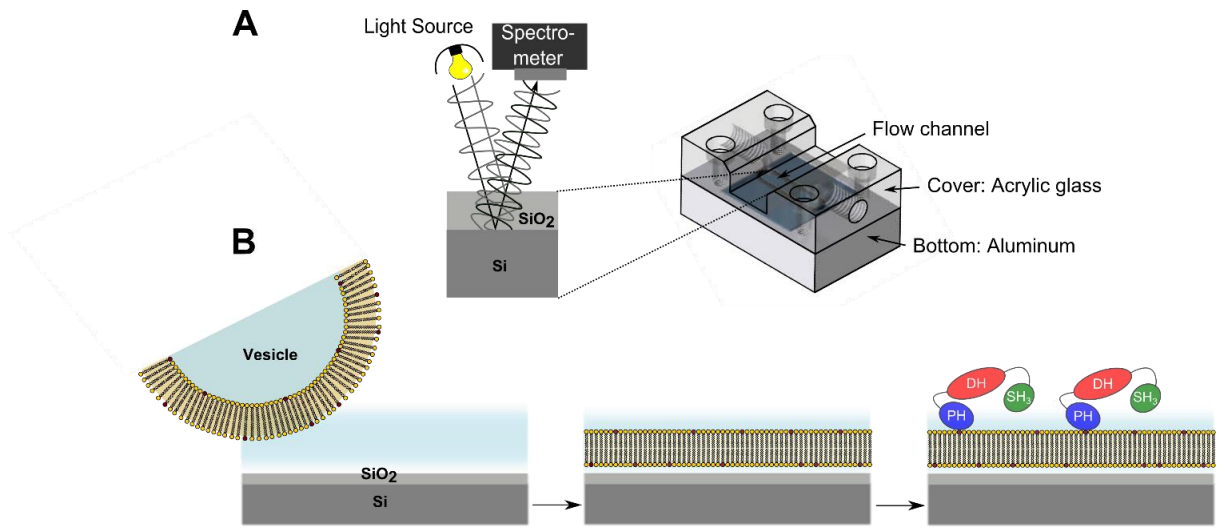 A
Light Source
Spectro-
meter
Flow channel
SiO2
Cover: Acrylic glass
Si
Bottom: Aluminum
B
Vesicle
DH
SH3
PH
DH
SH3
PH
SiO2
Si